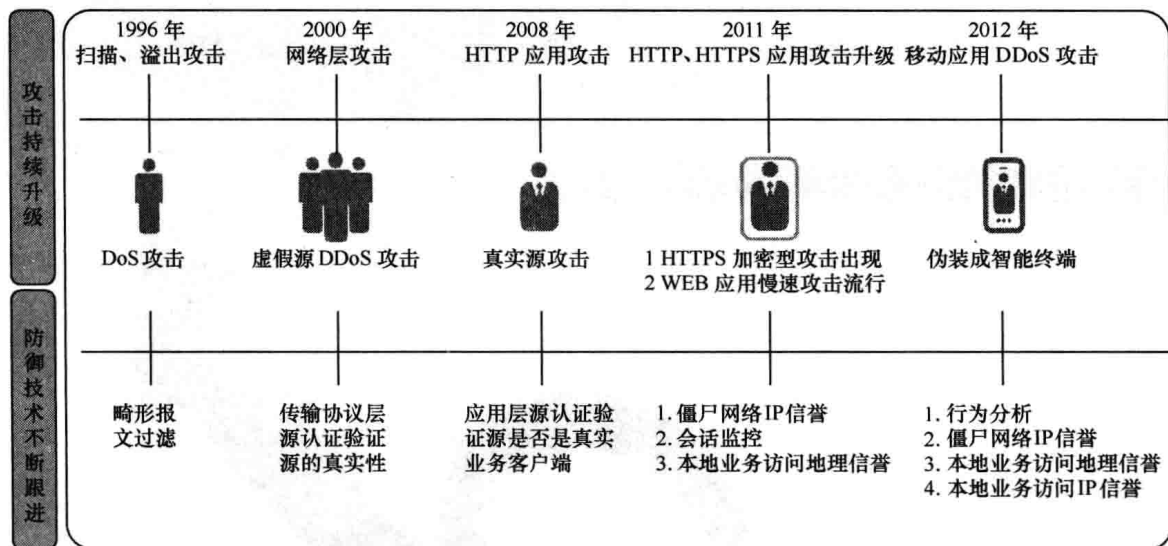 攻击持续升级
1996 年
扫描、溢出攻击
2000 年
网络层攻击
2008 年
HTTP 应用攻击
2011 年
HTTP、HTTPS 应用攻击升级
2012 年
移动应用 DDoS 攻击
DoS 攻击
虚假源 DDoS 攻击
真实源攻击
1 HTTPS 加密型攻击出现
2 WEB 应用慢速攻击流行
伪装成智能终端
防御技术不断跟进
畸形报
文过滤
传输协议层
源认证验证
源的真实性
应用层源认证验
证源是否是真实
业务客户端
1. 僵尸网络IP信誉
2. 会话监控
3. 本地业务访问地理信誉
1. 行为分析
2. 僵尸网络IP信誉
3. 本地业务访问地理信誉
4. 本地业务访问IP信誉